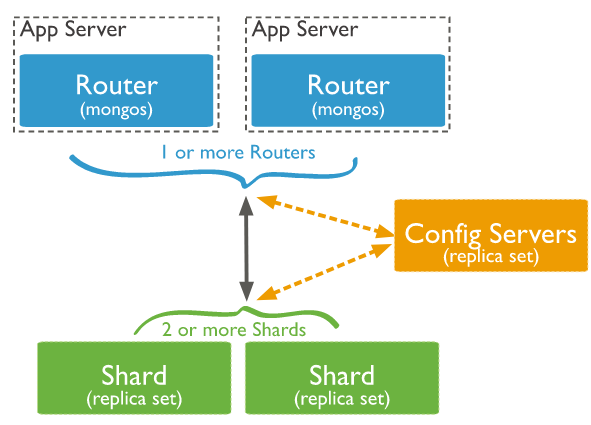 App Server
App Server
Router
(mongos)
Router
(mongos)
1 or more Routers
Config Servers
(replica set)
2 or more Shards
Shard
(replica set)
Shard
(replica set)